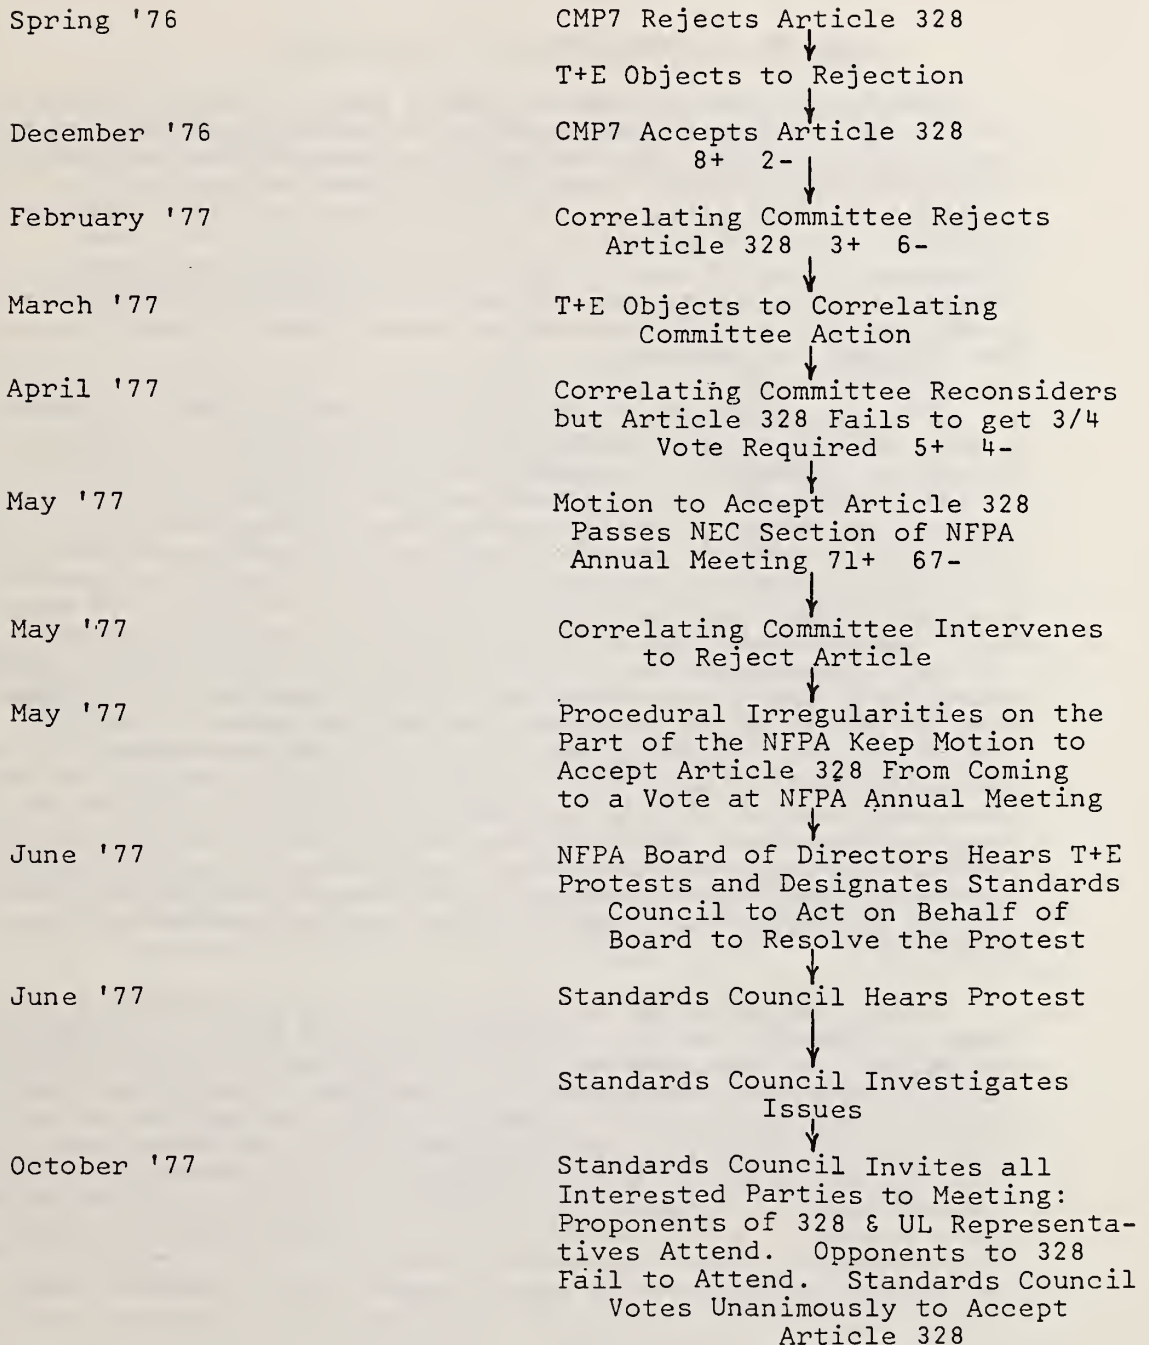 Spring '76 CMP7 Rejects Article 328
T+E Objects to Rejection
December '76 CMP7 Accepts Article 328
8+ 2-
February '77 Correlating Committee Rejects
Article 328 3+ 6-
March '77 T+E Objects to Correlating
Committee Action
April '77 Correlating Committee Reconsiders
but Article 328 Fails to get 3/4
Vote Required 5+ 4-
May '77 Motion to Accept Article 328
Passes NEC Section of NFPA
Annual Meeting 71+ 67-
May '77 Correlating Committee Intervenes
to Reject Article
May '77 Procedural Irregularities on the
Part of the NFPA Keep Motion to
Accept Article 328 From Coming
to a Vote at NFPA Annual Meeting
June '77 NFPA Board of Directors Hears T+E
Protests and Designates Standards
Council to Act on Behalf of
Board to Resolve the Protest
June '77 Standards Council Hears Protest
Standards Council Investigates
Issues
October '77 Standards Council Invites all
Interested Parties to Meeting:
Proponents of 328 & UL Representa-
tives Attend. Opponents to 328
Fail to Attend. Standards Council
Votes Unanimously to Accept
Article 328